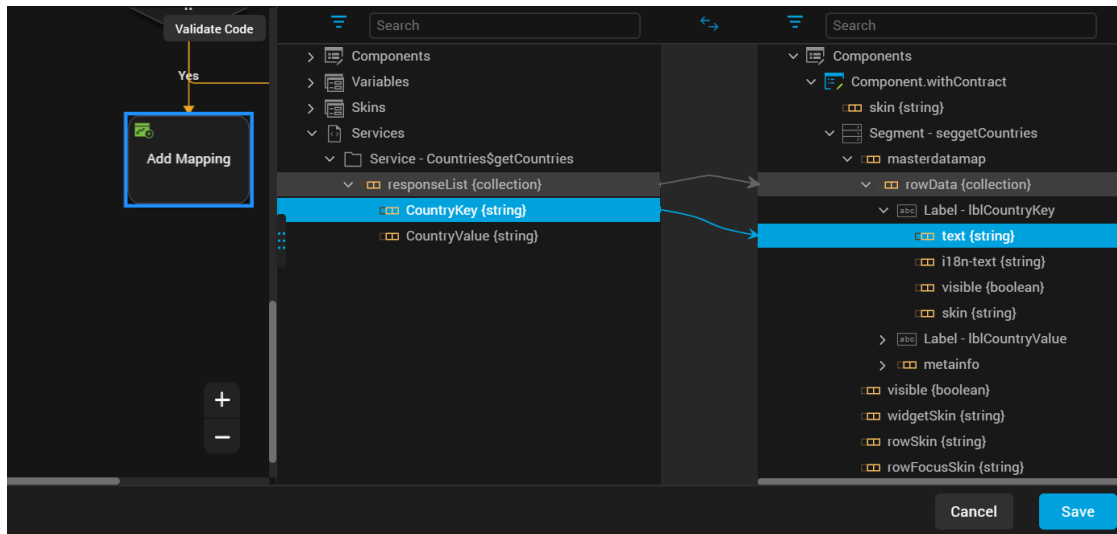 Validate Code
Yes
Add Mapping
Search
Components
Variables
Skins
Services
Service - Countries$getCountries
responseList {collection}
CountryKey {string}
CountryValue {string}
Search
Components
Component.withContract
skin {string}
Segment - seggetCountries
masterdatamap
rowData {collection}
abc Label - lblCountryKey
text {string}
i18n-text {string}
visible {boolean}
skin {string}
abc Label - lblCountryValue
metainfo
visible {boolean}
widgetSkin {string}
rowSkin {string}
rowFocusSkin {string}
Cancel
Save